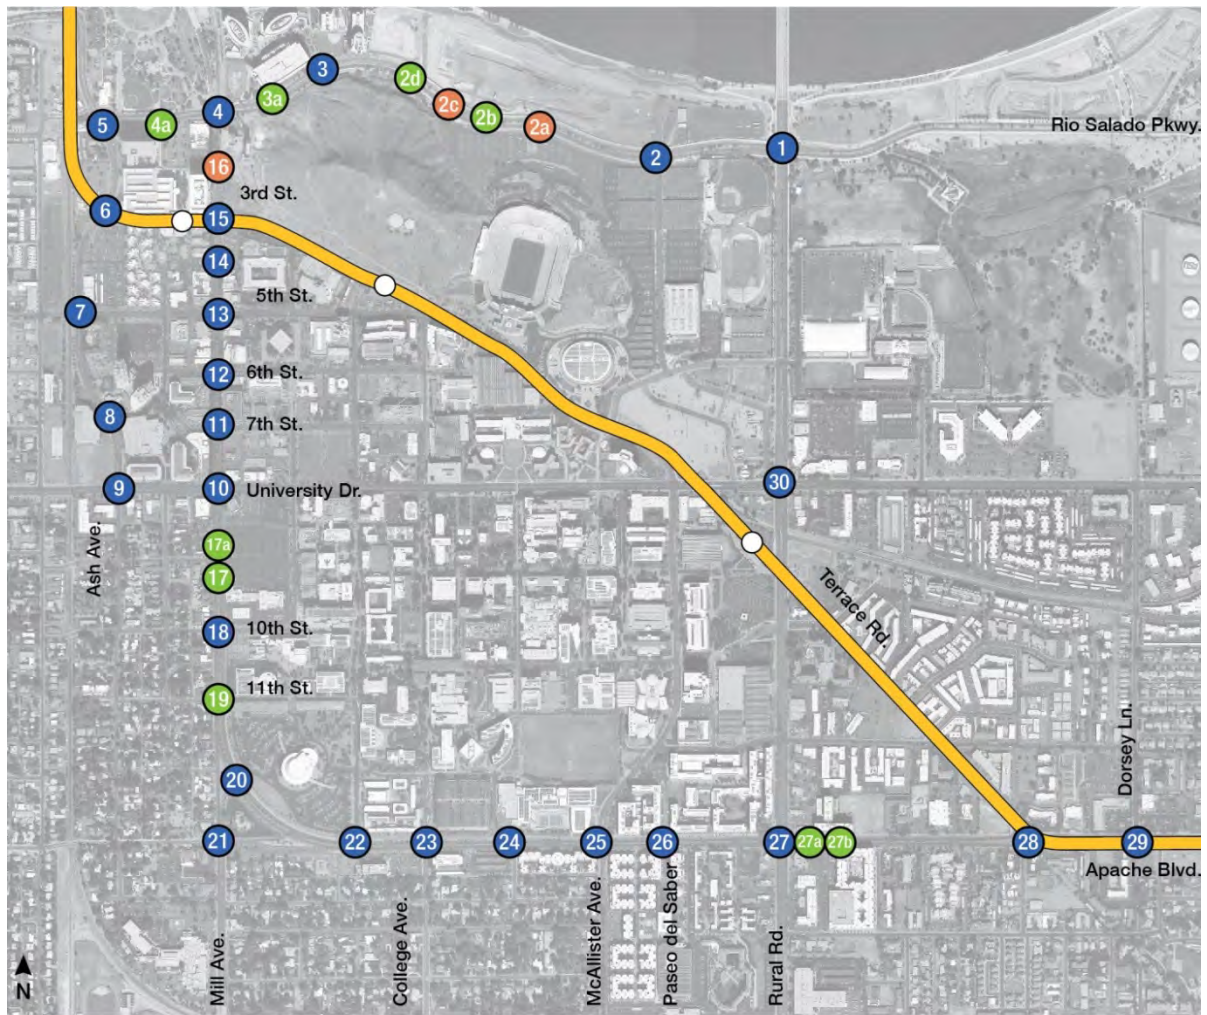 3
2d
3a
2c
4
2b
5
4a
2a
Rio Salado Pkwy.
1
2
16
3rd St.
6
15
14
5th St.
7
13
12
6th St.
8
11
7th St.
30
9
10
University Dr.
17a
Ash Ave.
17
Terrace Rd.
18
10th St.
19
11th St.
Dorsey Ln.
20
21
22
23
24
25
26
27
27a
27b
28
29
Apache Blvd.
Mill Ave.
College Ave.
McAllister Ave.
Paseo del Saber
Rural Rd.
N